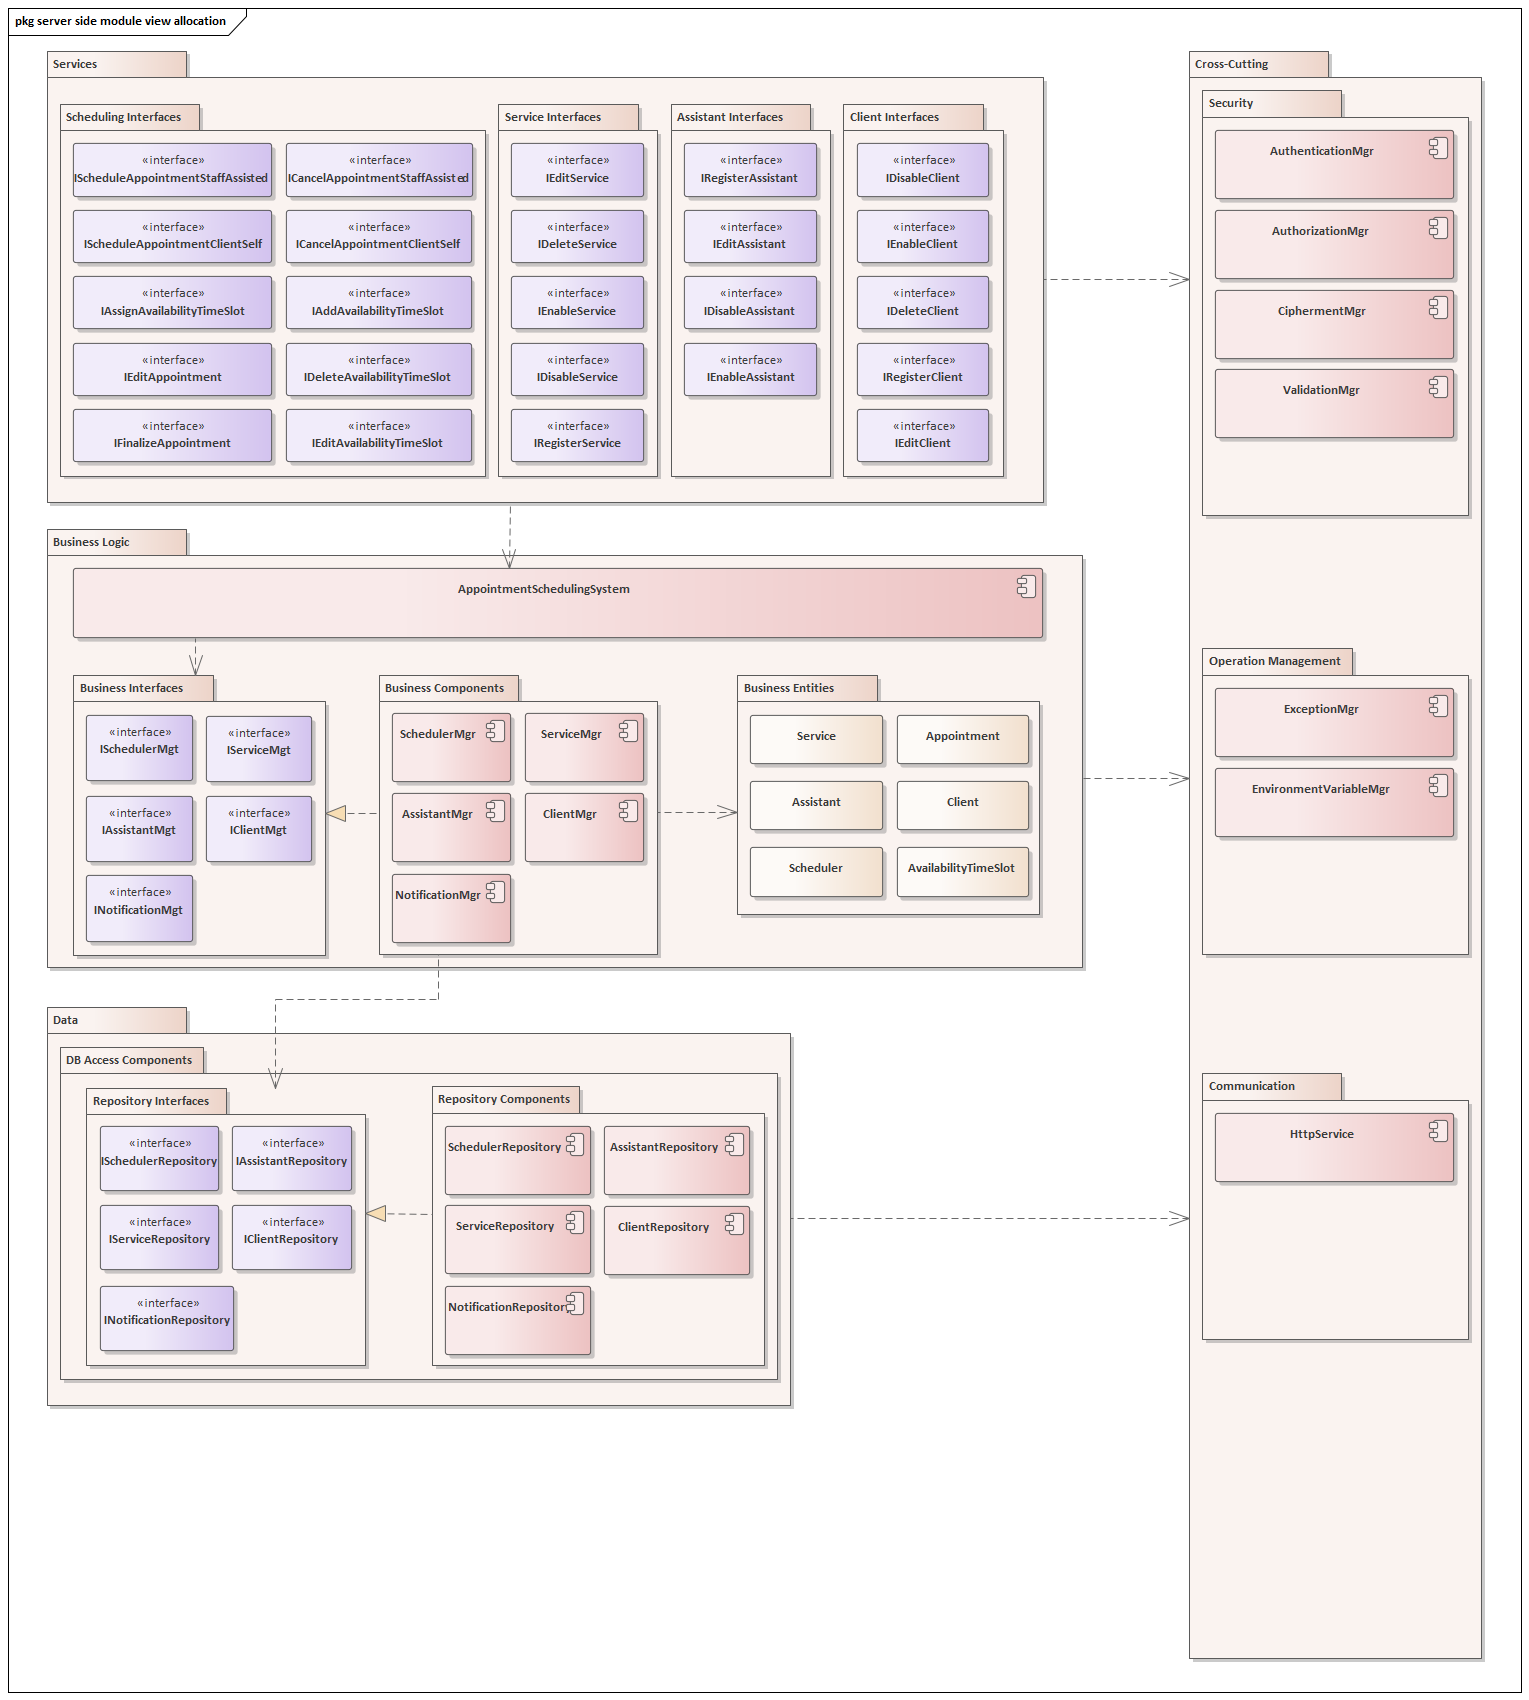 pkg server side module view allocation
Services
Scheduling Interfaces
«interface»
IScheduleAppointmentStaffAssisted
«interface»
ICancelAppointmentStaffAssisted
«interface»
IScheduleAppointmentClientSelf
«interface»
ICancelAppointmentClientSelf
«interface»
IAssignAvailabilityTimeSlot
«interface»
IAddAvailabilityTimeSlot
«interface»
IEditAppointment
«interface»
IDeleteAvailabilityTimeSlot
«interface»
IFinalizeAppointment
«interface»
IEditAvailabilityTimeSlot
Service Interfaces
«interface»
IEditService
«interface»
IDeleteService
«interface»
IEnableService
«interface»
IDisableService
«interface»
IRegisterService
Assistant Interfaces
«interface»
IRegisterAssistant
«interface»
IEditAssistant
«interface»
IDisableAssistant
«interface»
IEnableAssistant
Client Interfaces
«interface»
IDisableClient
«interface»
IEnableClient
«interface»
IDeleteClient
«interface»
IRegisterClient
«interface»
IEditClient
Business Logic
AppointmentSchedulingSystem
Business Interfaces
«interface»
ISchedulerMgt
«interface»
IServiceMgt
«interface»
IAssistantMgt
«interface»
IClientMgt
«interface»
INotificationMgt
Business Components
SchedulerMgr
ServiceMgr
AssistantMgr
ClientMgr
NotificationMgr
Business Entities
Service
Appointment
Assistant
Client
Scheduler
AvailabilityTimeSlot
Data
DB Access Components
Repository Interfaces
«interface»
ISchedulerRepository
«interface»
IAssistantRepository
«interface»
IServiceRepository
«interface»
IClientRepository
«interface»
INotificationRepository
Repository Components
SchedulerRepository
AssistantRepository
ServiceRepository
ClientRepository
NotificationRepository
Cross-Cutting
Security
AuthenticationMgr
AuthorizationMgr
CiphermentMgr
ValidationMgr
Operation Management
ExceptionMgr
EnvironmentVariableMgr
Communication
HttpService